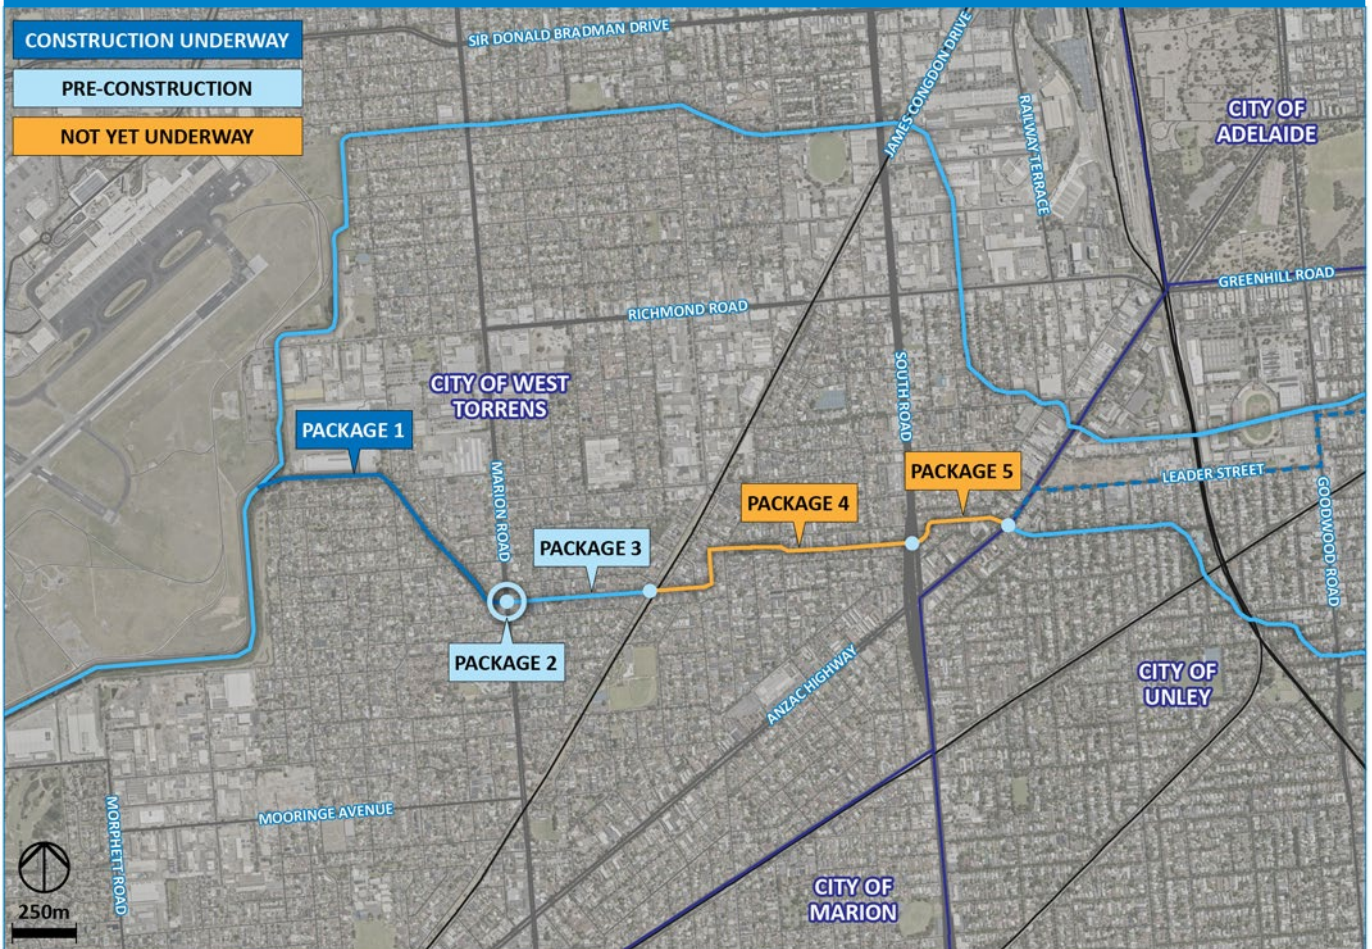 CONSTRUCTION UNDERWAY
PRE-CONSTRUCTION
NOT YET UNDERWAY
SIR DONALD BRADMAN DRIVE
JAMES CONGDON DRIVE
RAILWAY TERRACE
CITY OF
ADELAIDE
GREENHILL ROAD
RICHMOND ROAD
SOUTH ROAD
CITY OF WEST
TORRENS
PACKAGE 1
MARION ROAD
PACKAGE 5
LEADER STREET
PACKAGE 4
GOODWOOD ROAD
PACKAGE 3
PACKAGE 2
ANZAC HIGHWAY
CITY OF
UNLEY
MORPHETT ROAD
MOORINGE AVENUE
CITY OF
MARION
250m